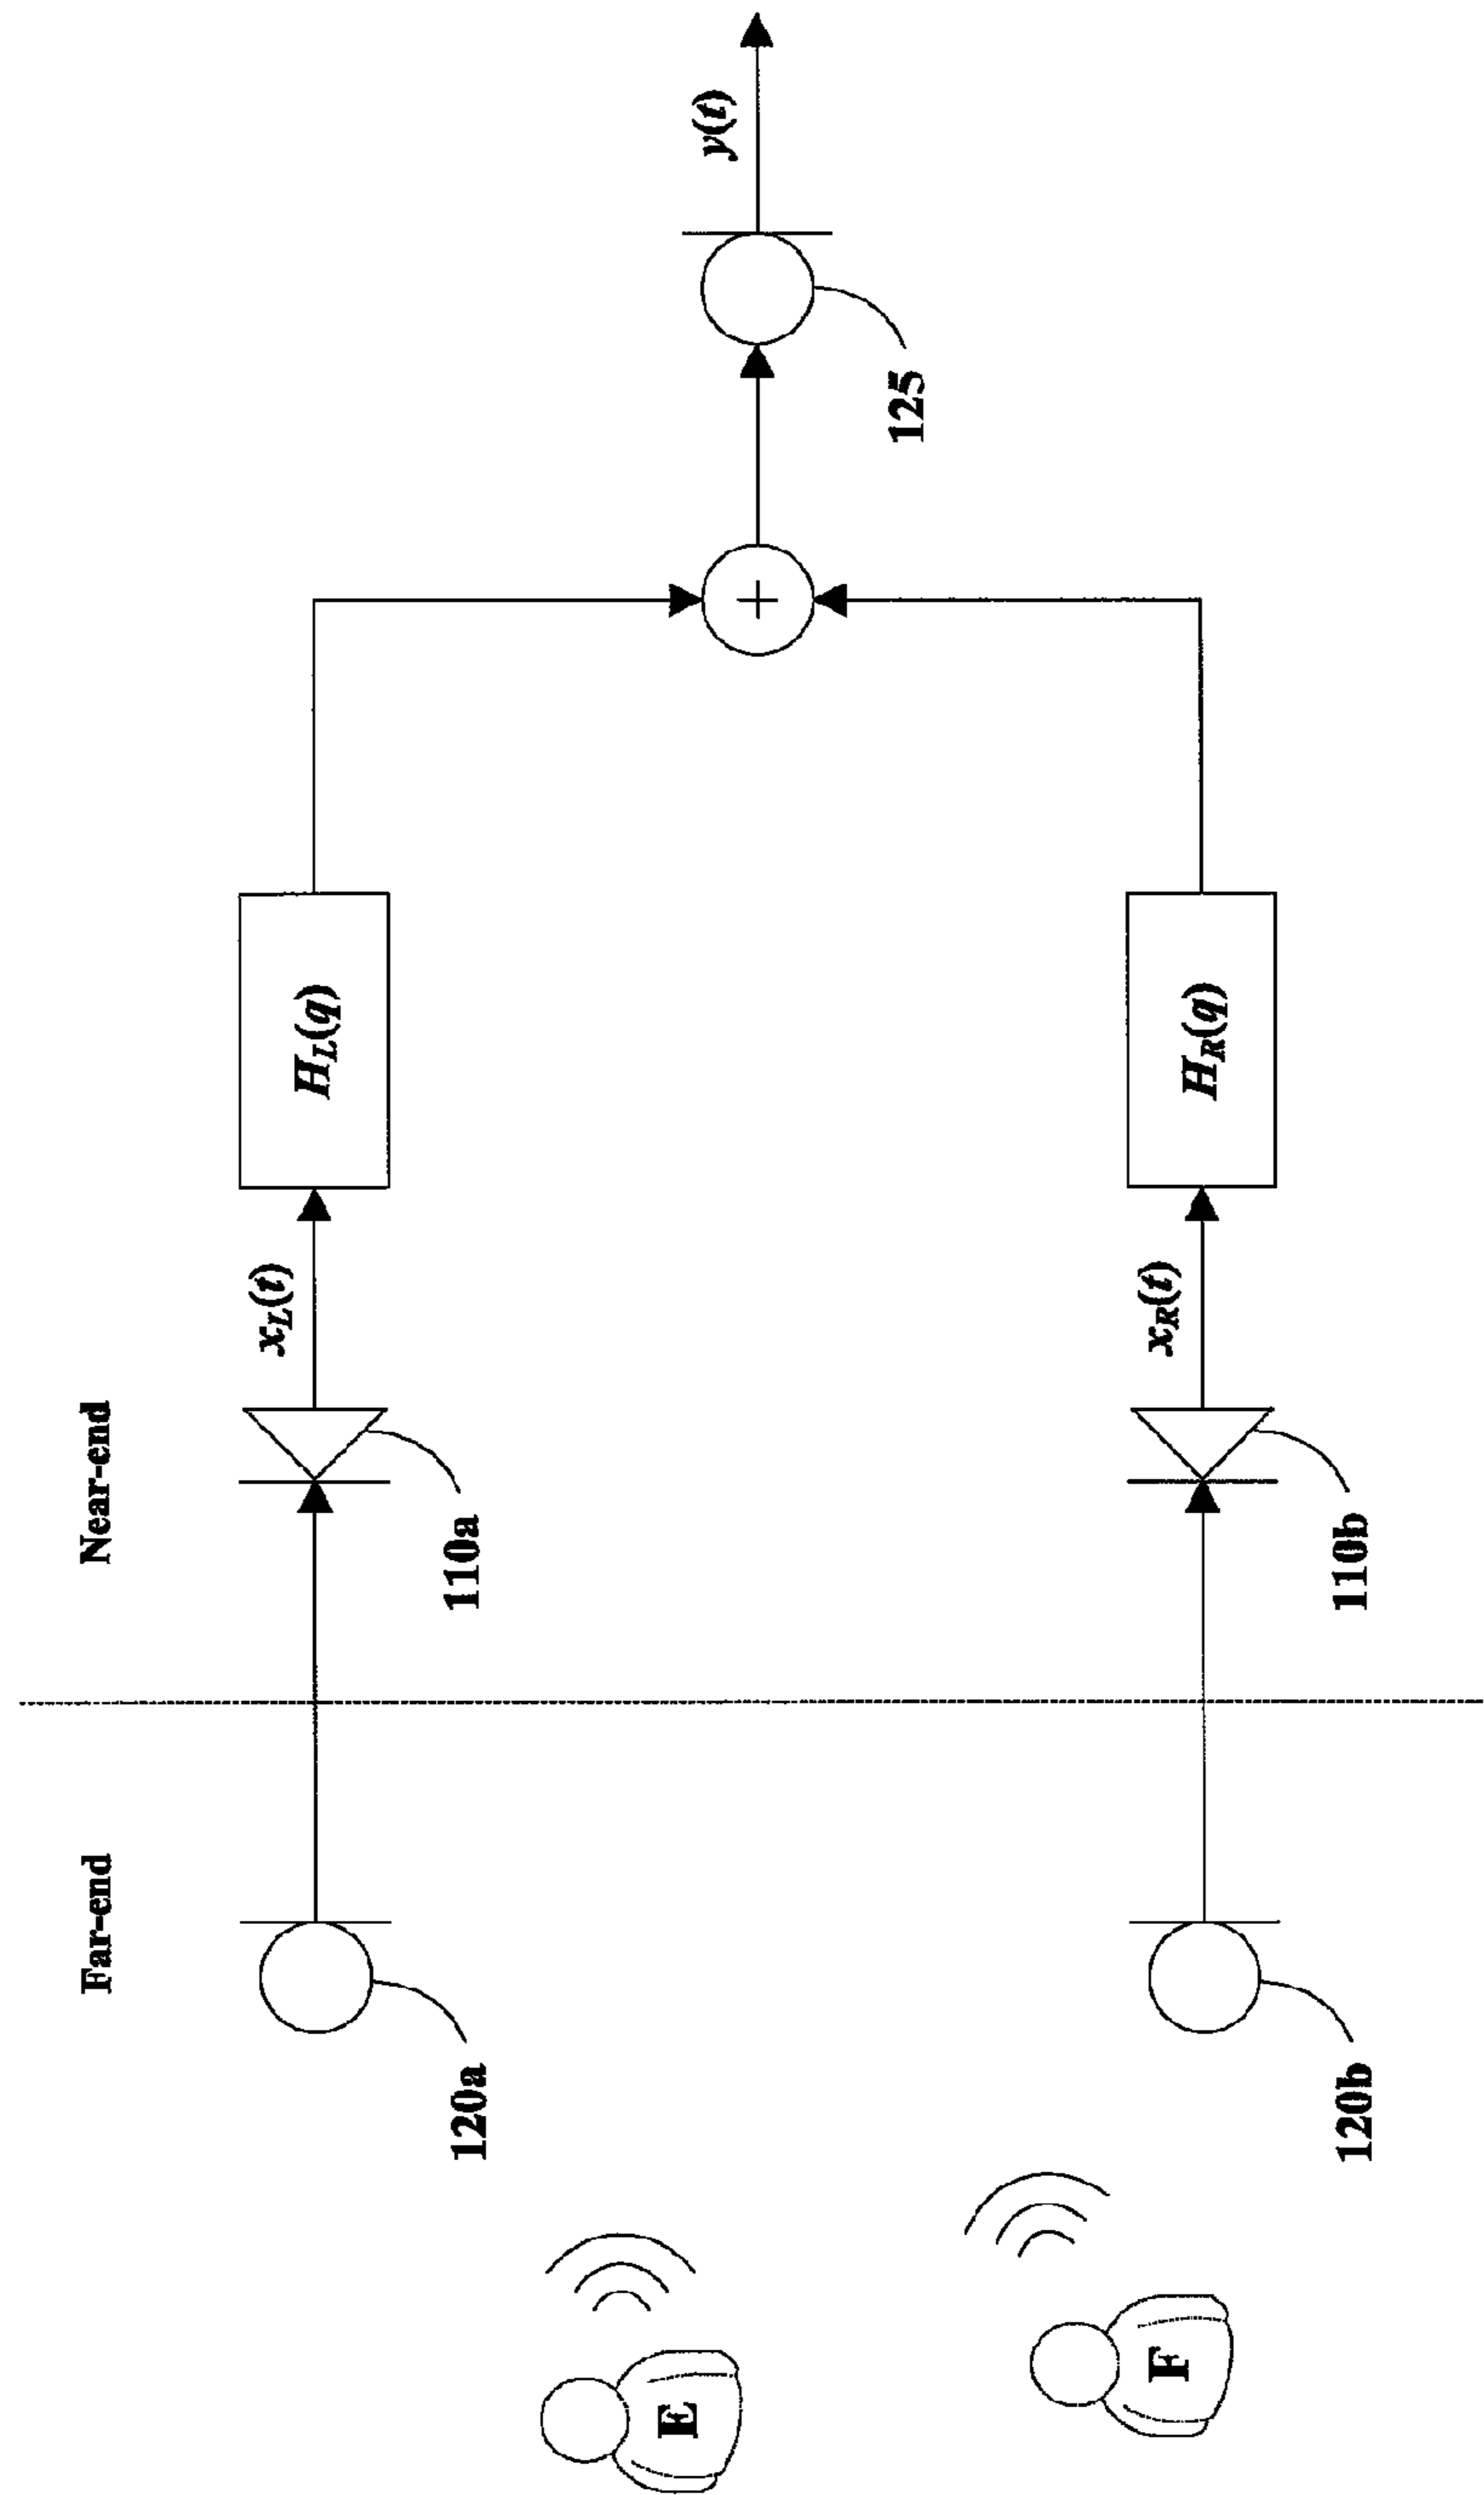 Far-end
Near-end
120a
110a
x_L(t)
H_L(q)
E
F
120b
110b
x_R(t)
H_R(q)
+
125
y(t)